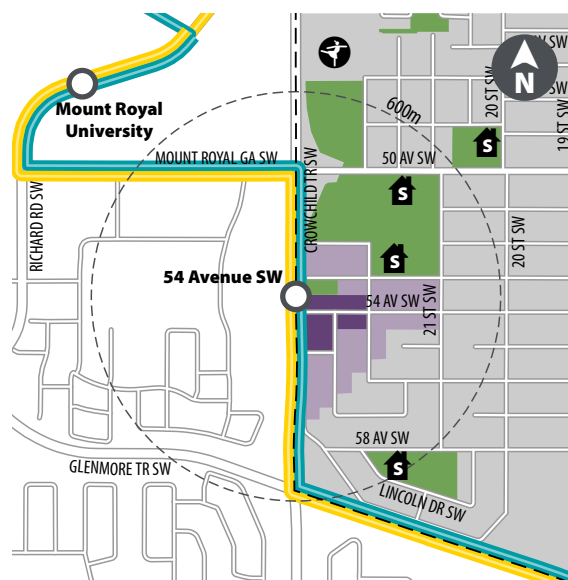 V SW
N
20 ST SW
SW
19 ST SW
Mount Royal
University
600m
MOUNT ROYAL GA SW
50 AV SW
S
S
CROWCHILD TR SW
RICHARD RD SW
20 ST SW
S
54 Avenue SW
54 AV SW
21 ST SW
58 AV SW
GLENMORE TR SW
S
LINCOLN DR SW